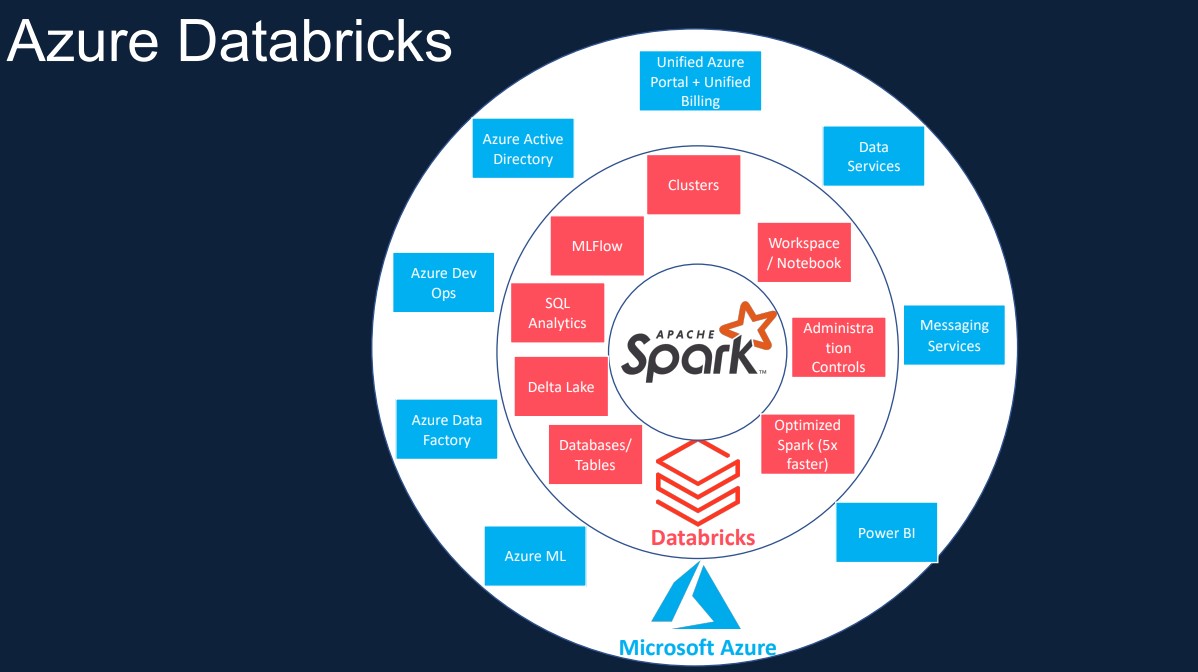 Azure Databricks
Unified Azure
Portal + Unified
Billing
Azure Active
Directory
Data
Services
Clusters
MLFlow
Workspace
/ Notebook
Azure Dev
Ops
SQL
Analytics
APACHE
Spark™
Administra
tion
Controls
Messaging
Services
Delta Lake
Azure Data
Factory
Databases/
Tables
Optimized
Spark (5x
faster)
Databricks
Power BI
Azure ML
Microsoft Azure